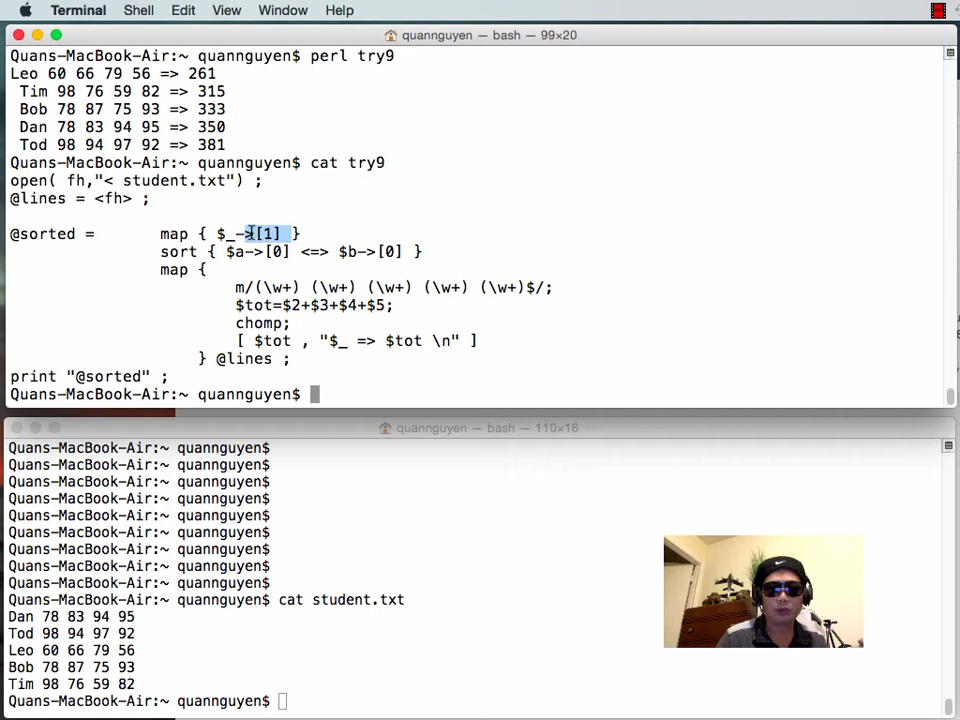 Terminal Shell Edit View Window Help
quannguyen — bash — 99×20
Quans-MacBook-Air:~ quannguyen$ perl try9
Leo 60 66 79 56 => 261
Tim 98 76 59 82 => 315
Bob 78 87 75 93 => 333
Dan 78 83 94 95 => 350
Tod 98 94 97 92 => 381
Quans-MacBook-Air:~ quannguyen$ cat try9
open( fh,"< student.txt") ;
@lines = <fh> ;
@sorted = map { $_->[1] }
sort { $a->[0] <=> $b->[0] }
map {
m/(\w+) (\w+) (\w+) (\w+) (\w+)$/;
$tot=$2+$3+$4+$5;
chomp;
[ $tot , "$_ => $tot \n" ]
} @lines ;
print "@sorted" ;
Quans-MacBook-Air:~ quannguyen$
quannguyen — bash — 110×16
Quans-MacBook-Air:~ quannguyen$
Quans-MacBook-Air:~ quannguyen$
Quans-MacBook-Air:~ quannguyen$
Quans-MacBook-Air:~ quannguyen$
Quans-MacBook-Air:~ quannguyen$
Quans-MacBook-Air:~ quannguyen$
Quans-MacBook-Air:~ quannguyen$
Quans-MacBook-Air:~ quannguyen$
Quans-MacBook-Air:~ quannguyen$
Quans-MacBook-Air:~ quannguyen$ cat student.txt
Dan 78 83 94 95
Tod 98 94 97 92
Leo 60 66 79 56
Bob 78 87 75 93
Tim 98 76 59 82
Quans-MacBook-Air:~ quannguyen$